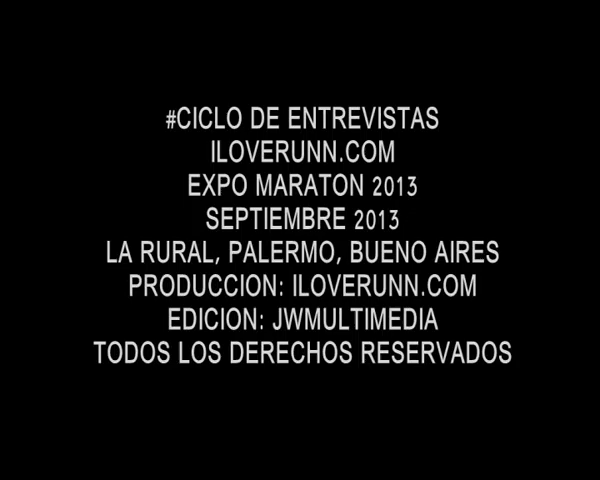 #CICLO DE ENTREVISTAS
ILOVERUNN.COM
EXPO MARATON 2013
SEPTIEMBRE 2013
LA RURAL, PALERMO, BUENO AIRES
PRODUCCION: ILOVERUNN.COM
EDICION: JWMULTIMEDIA
TODOS LOS DERECHOS RESERVADOS